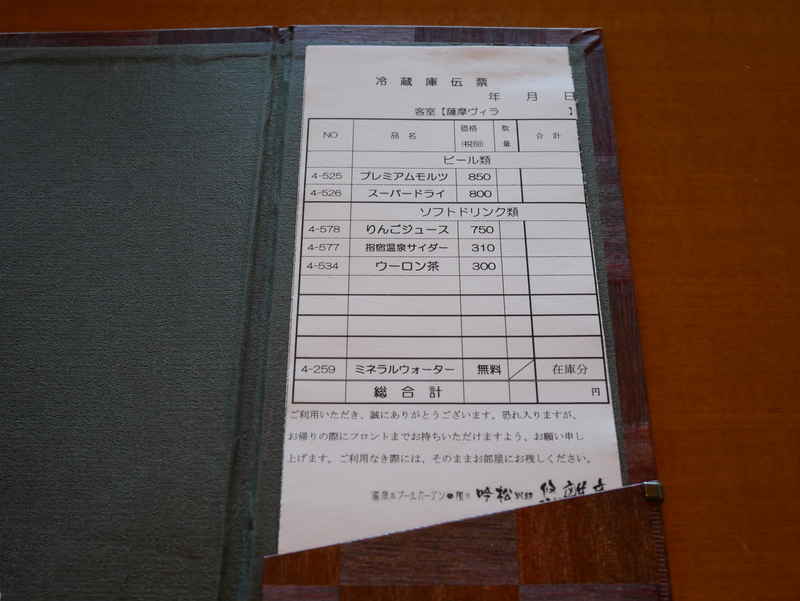 冷蔵庫伝票
年 月 日
客室【薩摩ヴィラ 】
NO 品名 価格(税別) 数量 合計
ビール類
4-525 プレミアムモルツ 850
4-526 スーパードライ 800
ソフトドリンク類
4-578 りんごジュース 750
4-577 指宿温泉サイダー 310
4-534 ウーロン茶 300
4-259 ミネラルウォーター 無料 ／ 在庫分
総合計 円
ご利用いただき、誠にありがとうございます。恐れ入りますが、
お帰りの際にフロントまでお持ちいただけますよう、お願い申し
上げます。ご利用なき際には、そのままお部屋にお残しください。
吟松 別邸